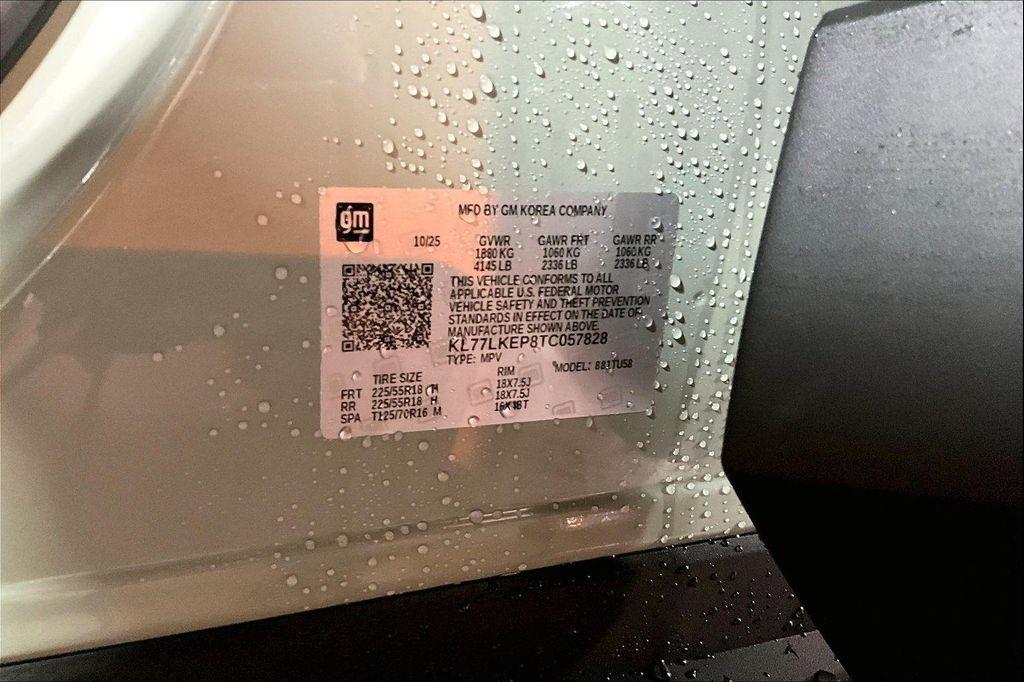 gm
MFD BY GM KOREA COMPANY
10/25 GVWR GAWR FRT GAWR RR
1880 KG 1060 KG 1060 KG
4145 LB 2336 LB 2336 LB
THIS VEHICLE CONFORMS TO ALL
APPLICABLE U.S. FEDERAL MOTOR
VEHICLE SAFETY AND THEFT PREVENTION
STANDARDS IN EFFECT ON THE DATE OF
MANUFACTURE SHOWN ABOVE.
KL77LKEP8TC057828
TYPE: MPV MODEL:
TIRE SIZE RIM
FRT 225/55R18 H 18X7.5J
RR 225/55R18 H 18X7.5J
SPA T125/70R16 M